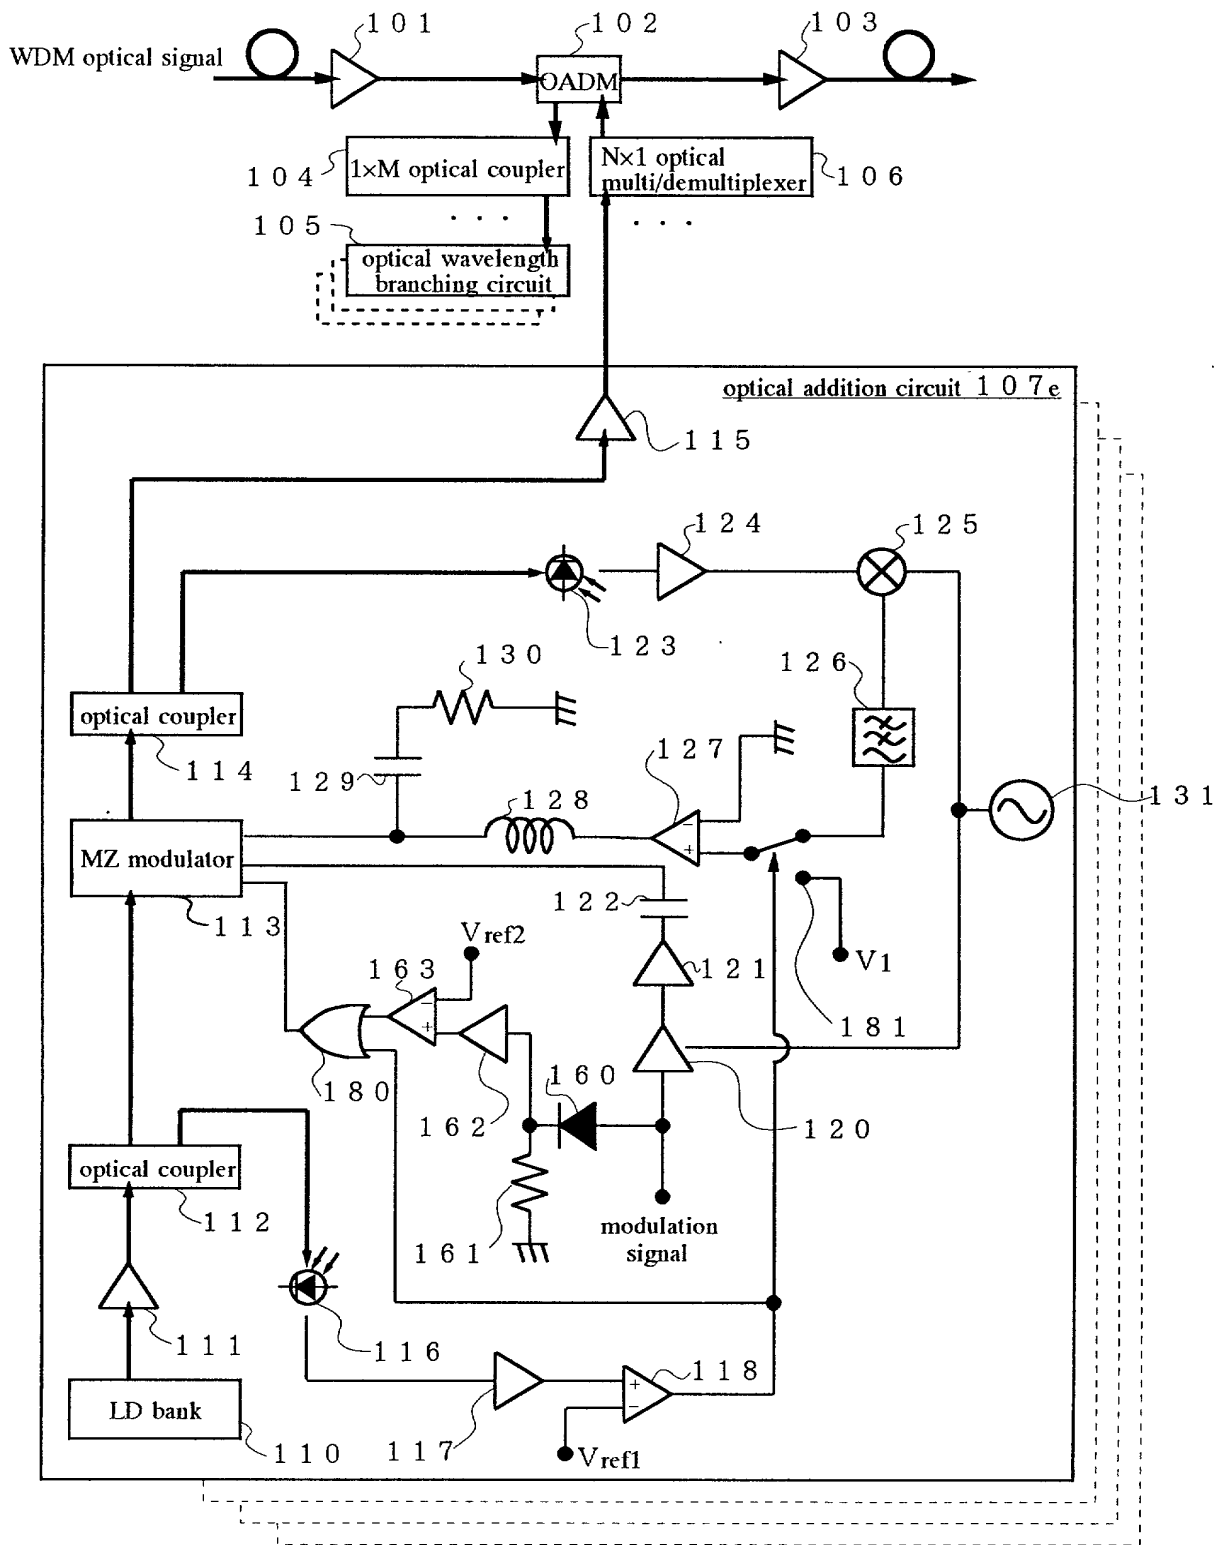 101
102
103
WDM optical signal
OADM
104
1×M optical coupler
N×1 optical
multi/demultiplexer
106
. . .
. . .
105
optical wavelength
branching circuit
optical addition circuit 107e
115
124
125
123
130
126
optical coupler
114
129
128
127
131
MZ modulator
113
122
Vref2
V1
163
121
181
180
160
162
120
optical coupler
112
161
modulation
signal
111
116
118
LD bank
110
117
Vref1
−
+
−
+
+
−